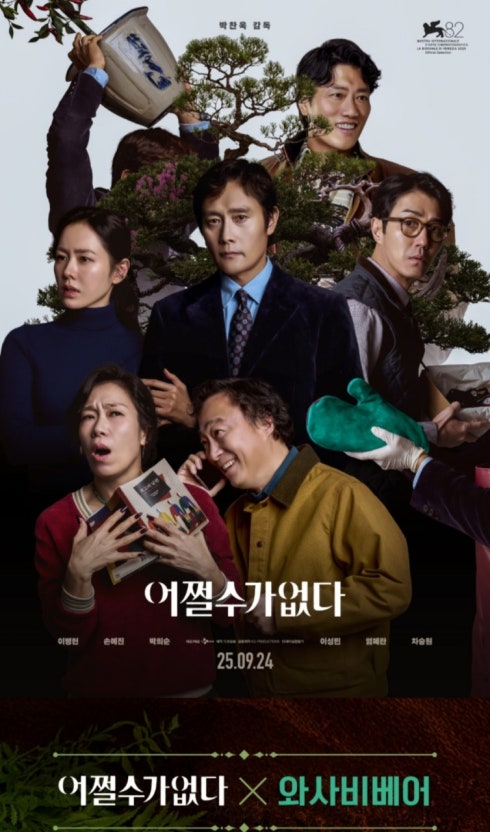 박찬욱 감독
82
어쩔수가없다
이병헌 손예진 박희순 이성민 염혜란 차승원
25.09.24
어쩔수가없다 × 와사비베어